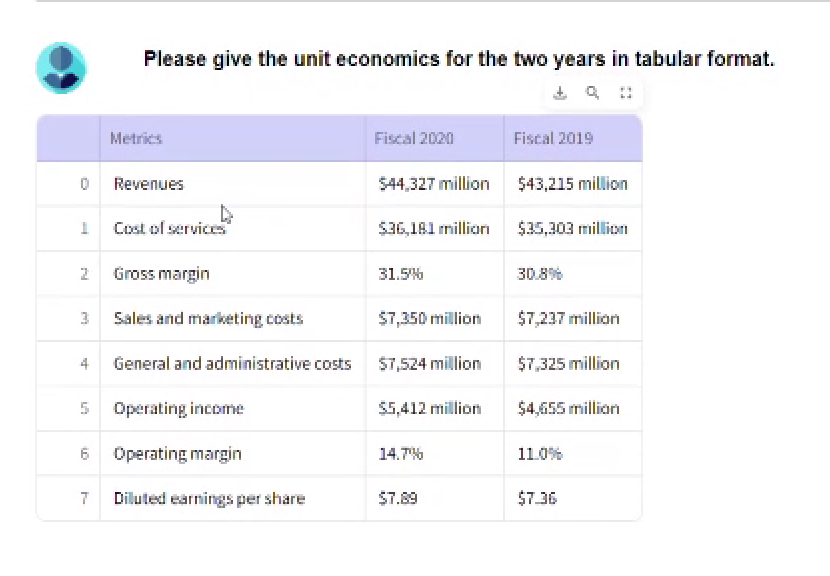 Please give the unit economics for the two years in tabular format.
Metrics Fiscal 2020 Fiscal 2019
0 Revenues $44,327 million $43,215 million
1 Cost of services $36,181 million $35,303 million
2 Gross margin 31.5% 30.8%
3 Sales and marketing costs $7,350 million $7,237 million
4 General and administrative costs $7,524 million $7,325 million
5 Operating income $5,412 million $4,655 million
6 Operating margin 14.7% 11.0%
7 Diluted earnings per share $7.89 $7.36